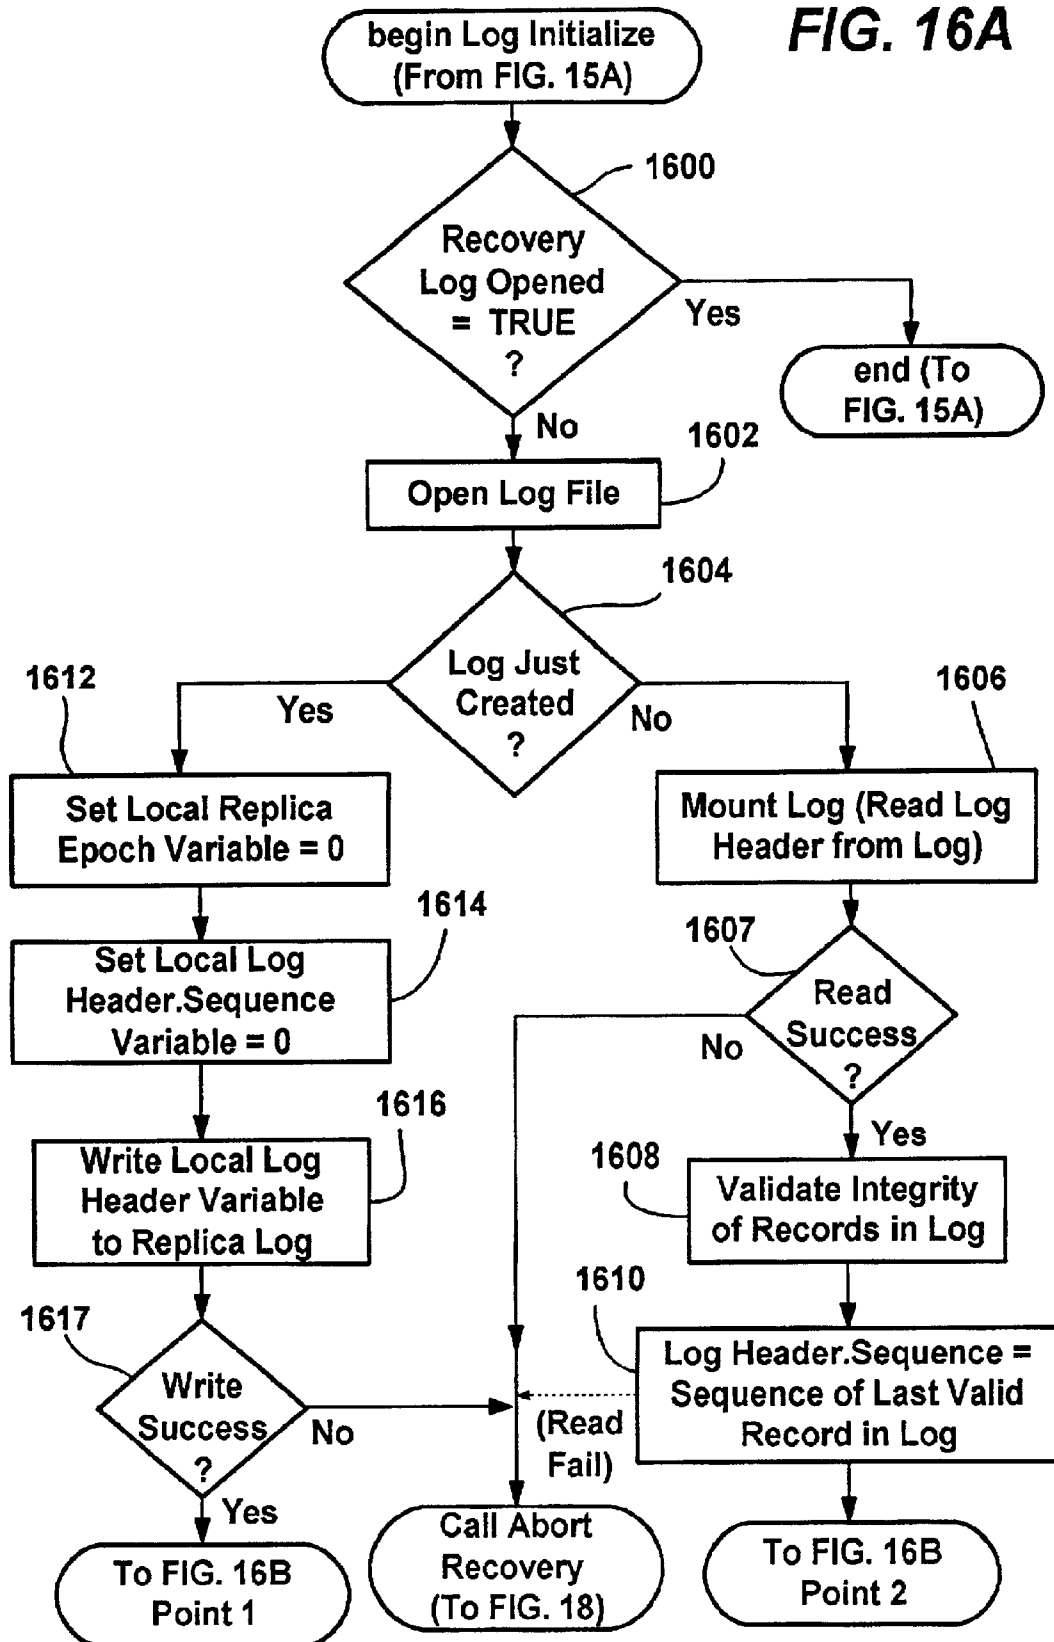 FIG. 16A
begin Log Initialize
(From FIG. 15A)
1600
Recovery
Log Opened
= TRUE
?
Yes
end (To
FIG. 15A)
No
1602
Open Log File
1604
Log Just
Created
?
Yes
No
1612
Set Local Replica
Epoch Variable = 0
1606
Mount Log (Read Log
Header from Log)
1614
Set Local Log
Header.Sequence
Variable = 0
1607
Read
Success
?
No
Yes
1616
Write Local Log
Header Variable
to Replica Log
1608
Validate Integrity
of Records in Log
1610
Log Header.Sequence =
Sequence of Last Valid
Record in Log
1617
Write
Success
?
No
Yes
(Read
Fail)
To FIG. 16B
Point 1
Call Abort
Recovery
(To FIG. 18)
To FIG. 16B
Point 2